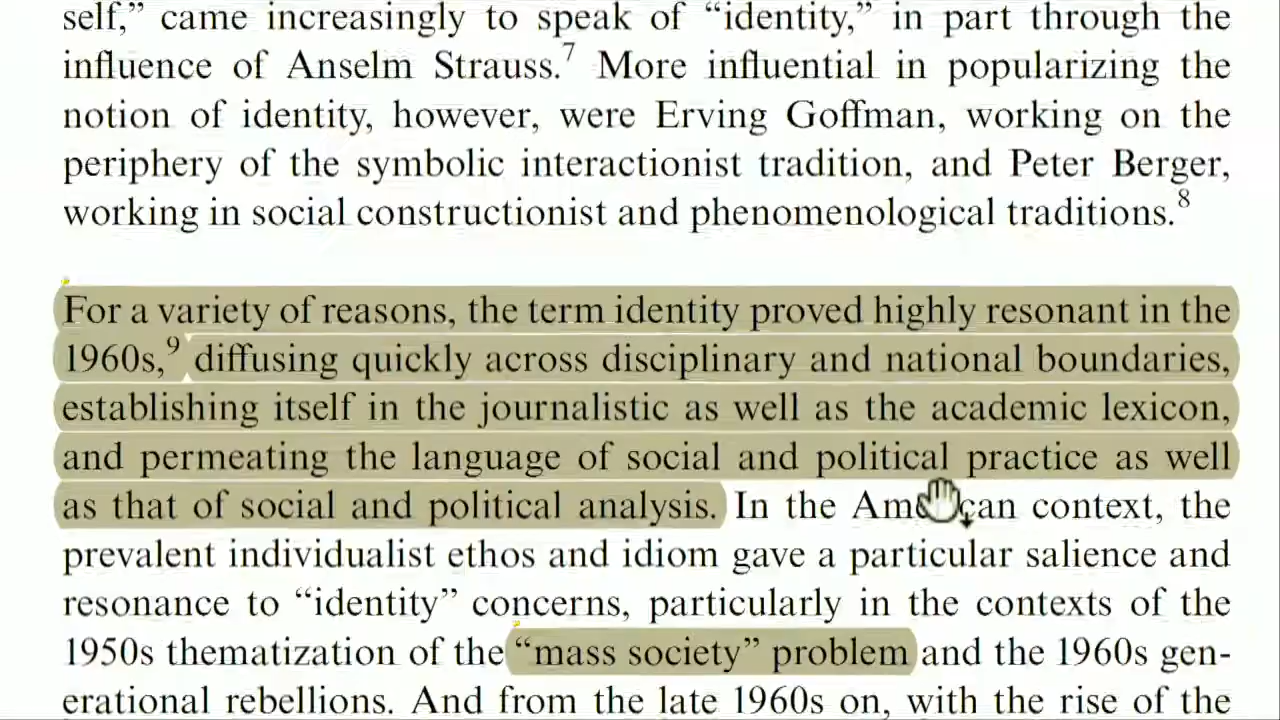 self,” came increasingly to speak of “identity,” in part through the
influence of Anselm Strauss.7 More influential in popularizing the
notion of identity, however, were Erving Goffman, working on the
periphery of the symbolic interactionist tradition, and Peter Berger,
working in social constructionist and phenomenological traditions.8
For a variety of reasons, the term identity proved highly resonant in the
1960s,9 diffusing quickly across disciplinary and national boundaries,
establishing itself in the journalistic as well as the academic lexicon,
and permeating the language of social and political practice as well
as that of social and political analysis. In the American context, the
prevalent individualist ethos and idiom gave a particular salience and
resonance to “identity” concerns, particularly in the contexts of the
1950s thematization of the “mass society” problem and the 1960s gen-
erational rebellions. And from the late 1960s on, with the rise of the